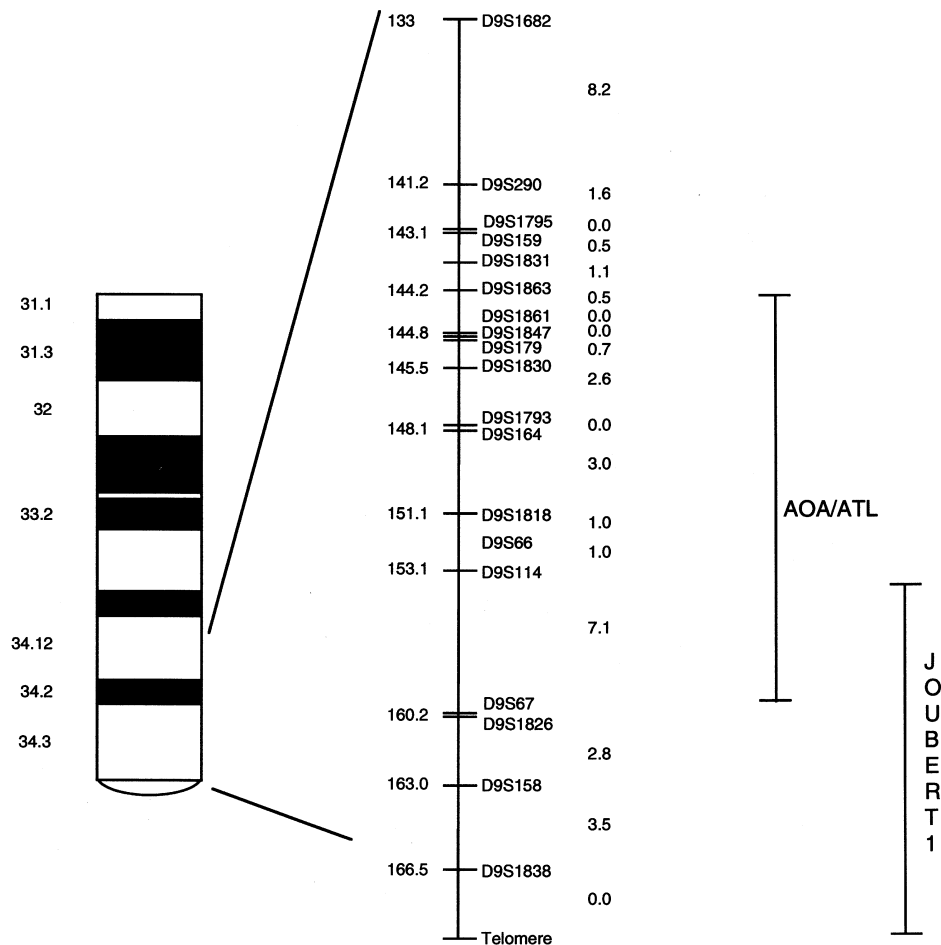 133 D9S1682
8.2
141.2 D9S290
1.6
D9S1795 0.0
143.1 D9S159 0.5
D9S1831
1.1
144.2 D9S1863 0.5
D9S1861 0.0
144.8 D9S1847 0.0
D9S179 0.7
145.5 D9S1830
2.6
148.1 D9S1793 0.0
D9S164
3.0
151.1 D9S1818 1.0
D9S66 1.0
153.1 D9S114
7.1
D9S67
160.2 D9S1826
2.8
163.0 D9S158
3.5
166.5 D9S1838
0.0
Telomere
31.1
31.3
32
33.2
34.12
34.2
34.3
AOA/ATL
J
O
U
B
E
R
T
1